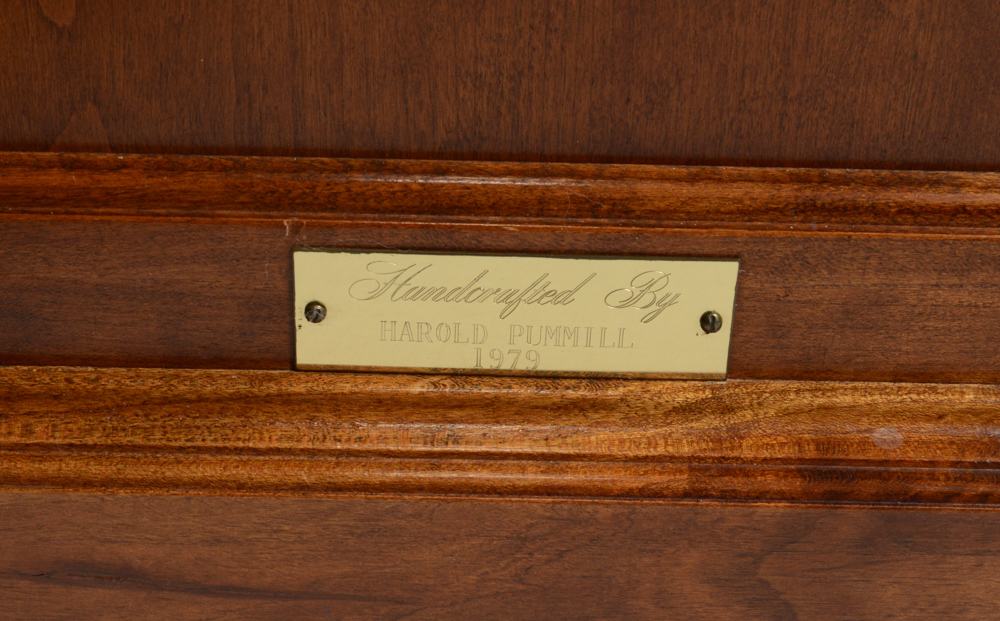 Handcrafted By
HAROLD PUMMILL
1979